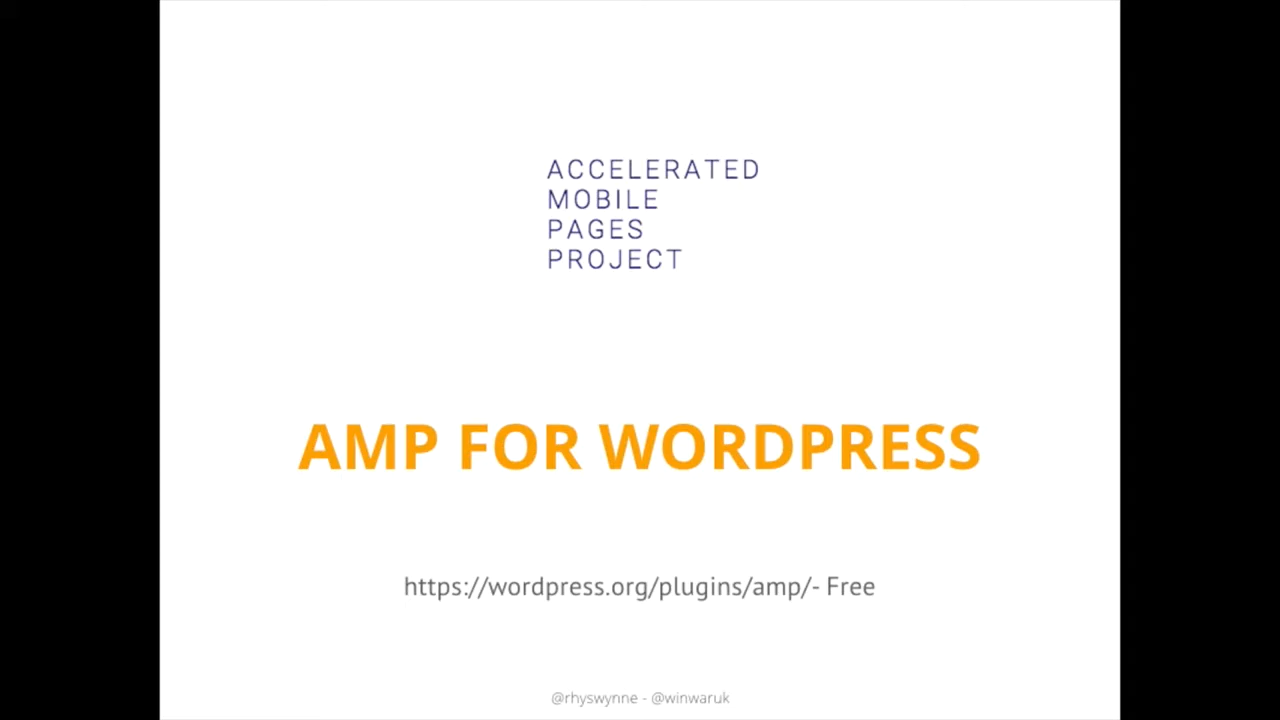 ACCELERATED
MOBILE
PAGES
PROJECT
AMP FOR WORDPRESS
https://wordpress.org/plugins/amp/- Free
@rhyswynne - @winwaruk